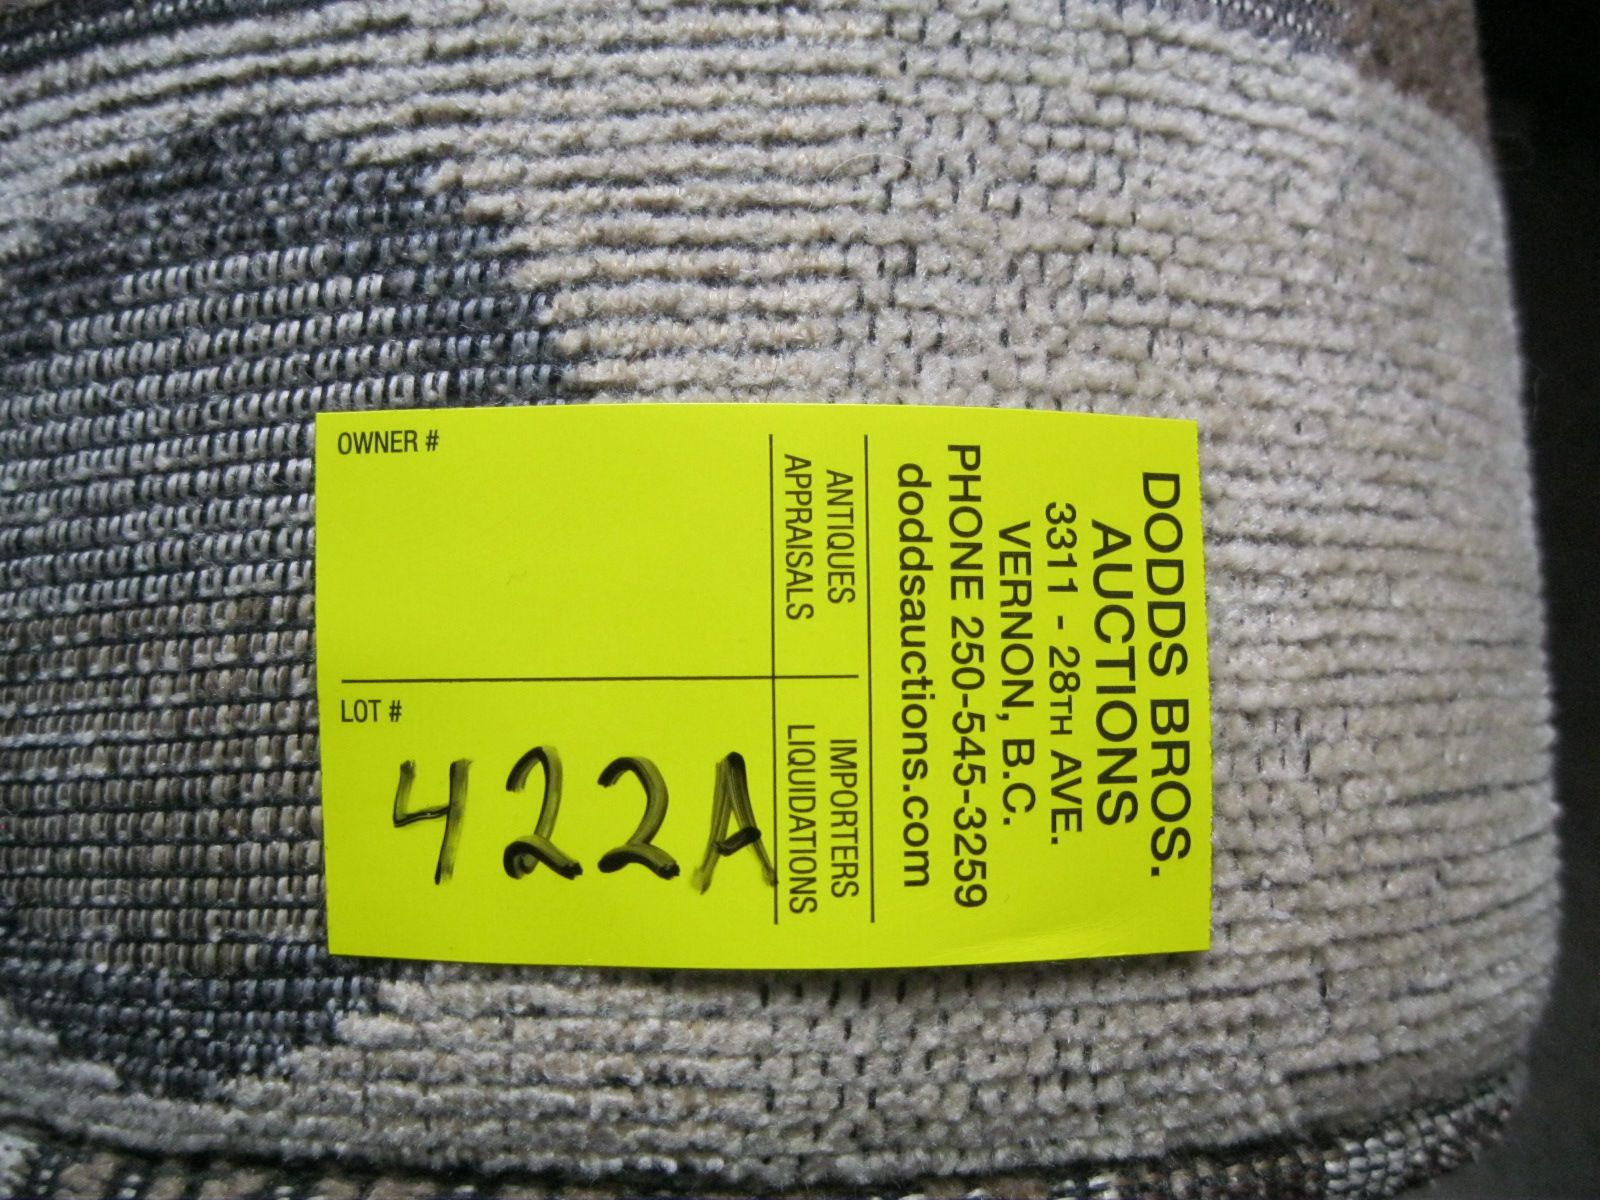 DODDS BROS.
AUCTIONS
3311 - 28TH AVE.
VERNON, B.C.
PHONE 250-545-3259
doddsauctions.com
ANTIQUES
APPRAISALS
IMPORTERS
LIQUIDATIONS
OWNER #
LOT #
422A